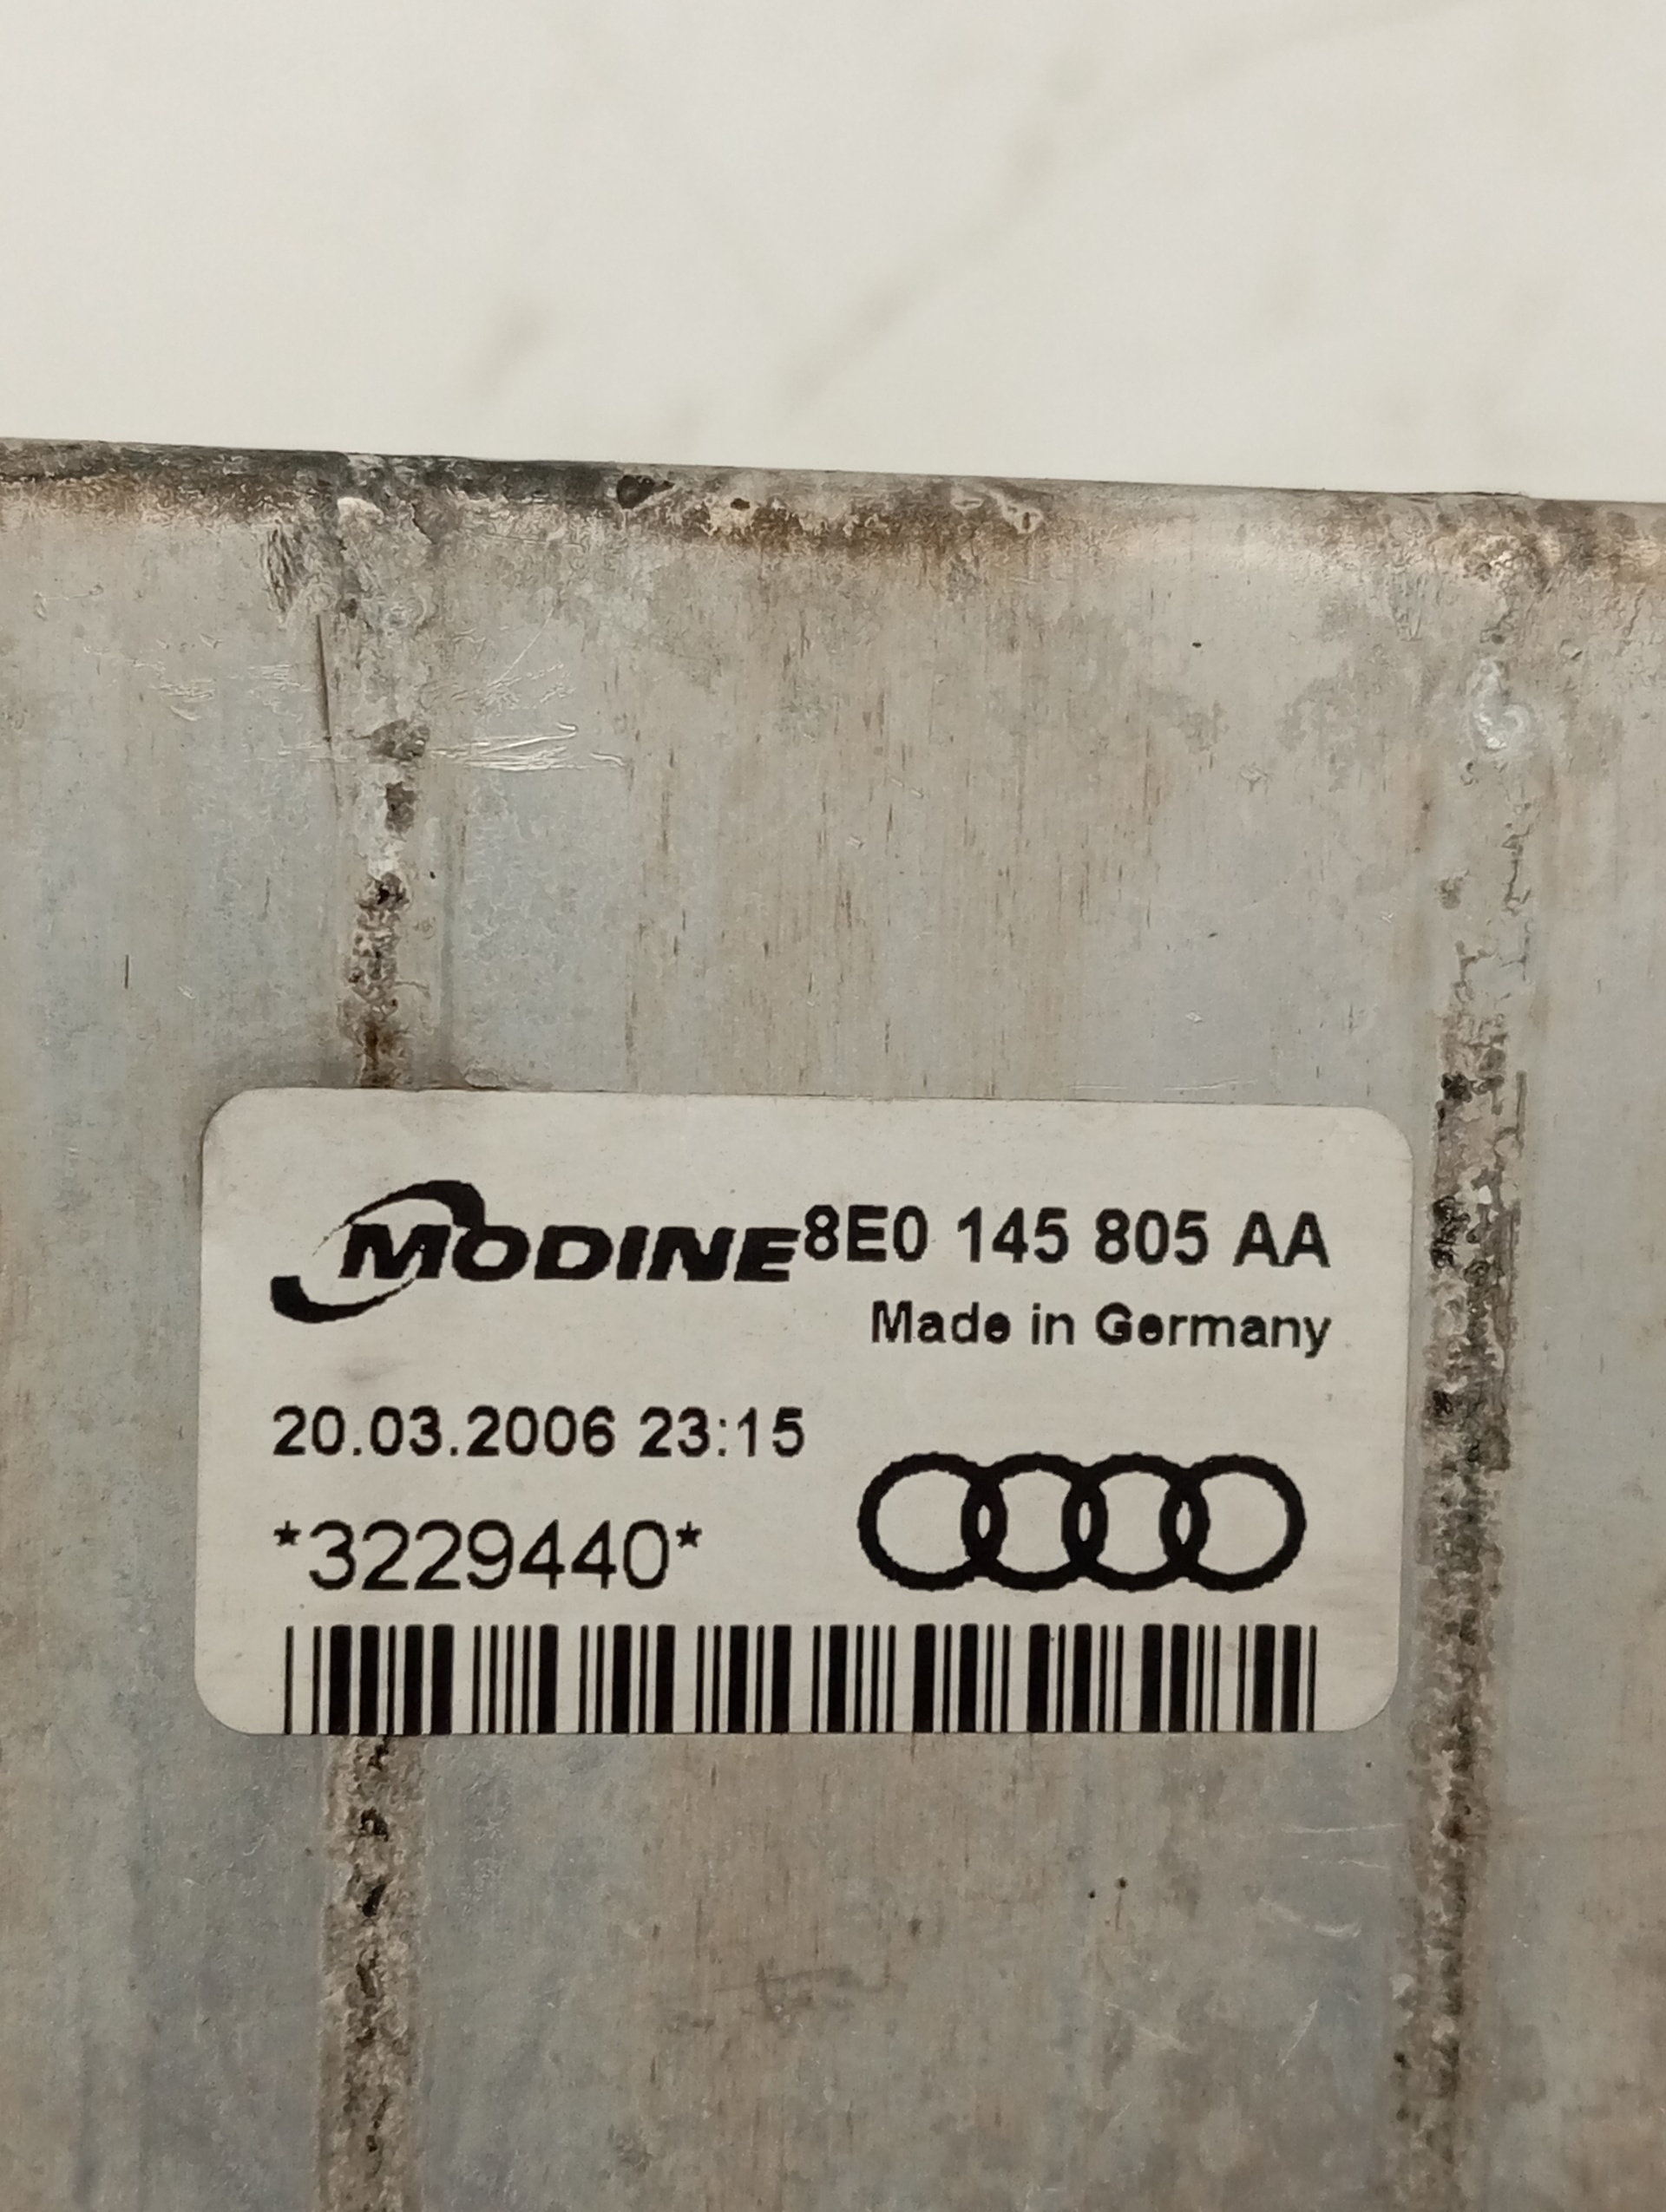 MODINE 8E0 145 805 AA
Made in Germany
20.03.2006 23:15
*3229440*